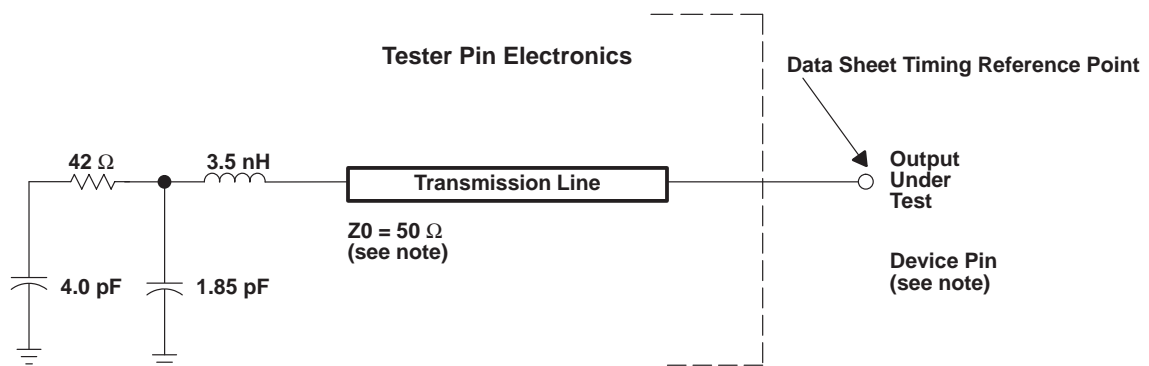 Tester Pin Electronics
Data Sheet Timing Reference Point
42 Ω
3.5 nH
Transmission Line
Output
Under
Test
Z0 = 50 Ω
(see note)
Device Pin
(see note)
4.0 pF
1.85 pF